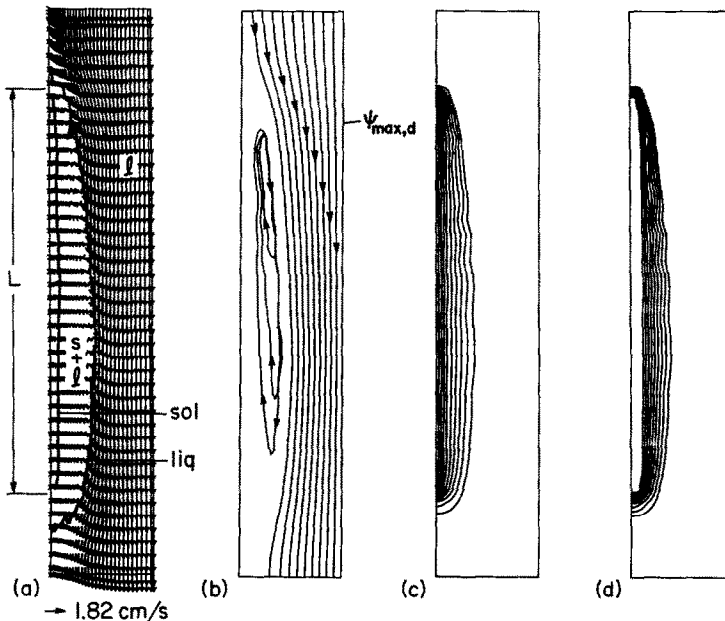 L
ℓ
s
+
ℓ
sol
liq
Ψmax,d
(a)
→ 1.82 cm/s
(b)
(c)
(d)